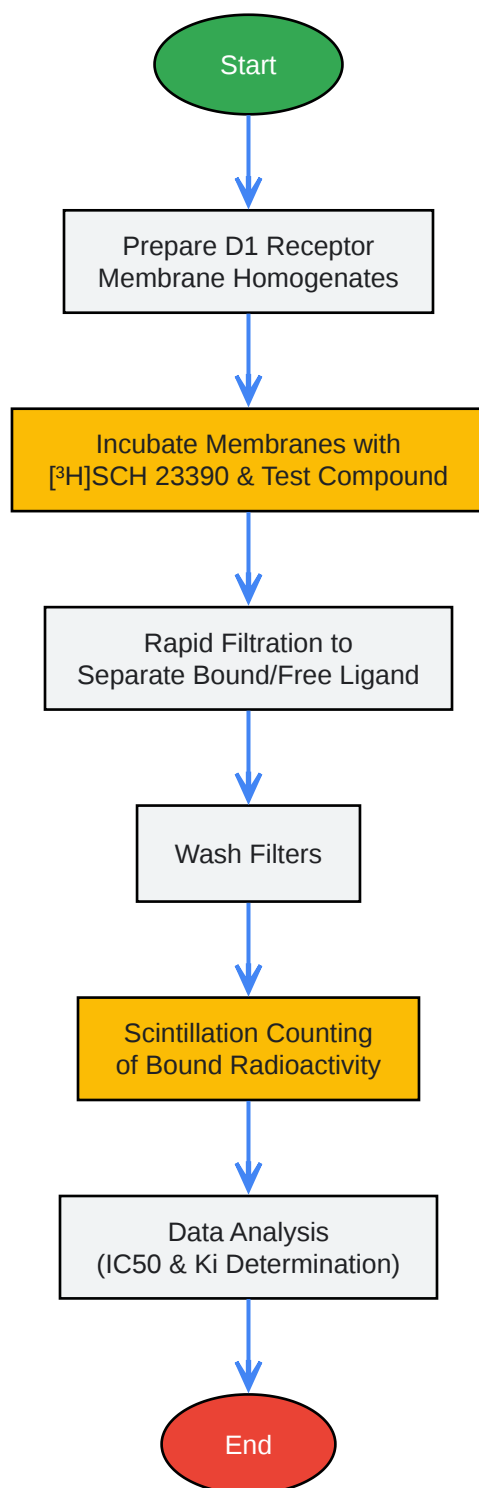 Start
Prepare D1 Receptor
Membrane Homogenates
Incubate Membranes with
[³H]SCH 23390 & Test Compound
Rapid Filtration to
Separate Bound/Free Ligand
Wash Filters
Scintillation Counting
of Bound Radioactivity
Data Analysis
(IC50 & Ki Determination)
End